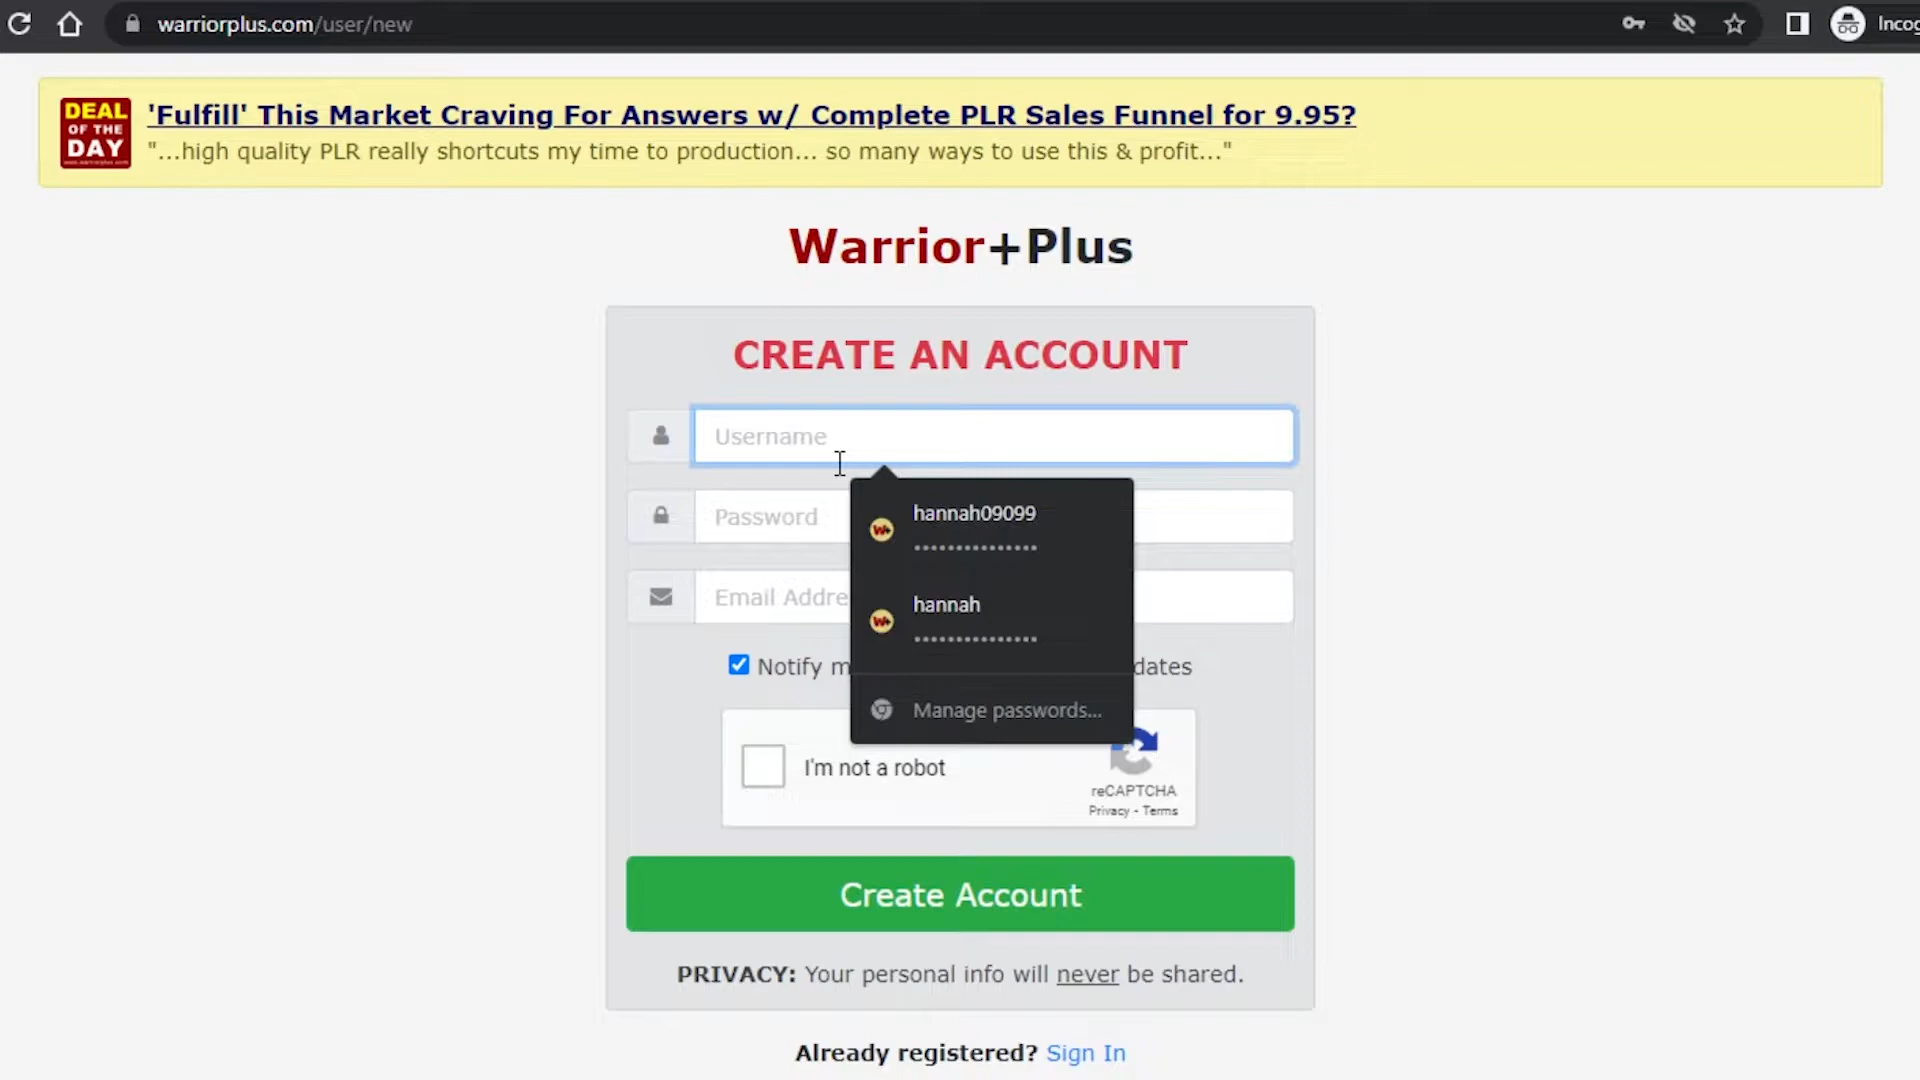 warriorplus.com/user/new
Incog
DEAL OF THE DAY
'Fulfill' This Market Craving For Answers w/ Complete PLR Sales Funnel for 9.95?
"...high quality PLR really shortcuts my time to production... so many ways to use this & profit..."
Warrior+Plus
CREATE AN ACCOUNT
Username
Password
hannah09099
••••••••••••••
Email Addre
hannah
••••••••••••••
Notify m
dates
Manage passwords...
I'm not a robot
reCAPTCHA
Privacy - Terms
Create Account
PRIVACY: Your personal info will never be shared.
Already registered? Sign In